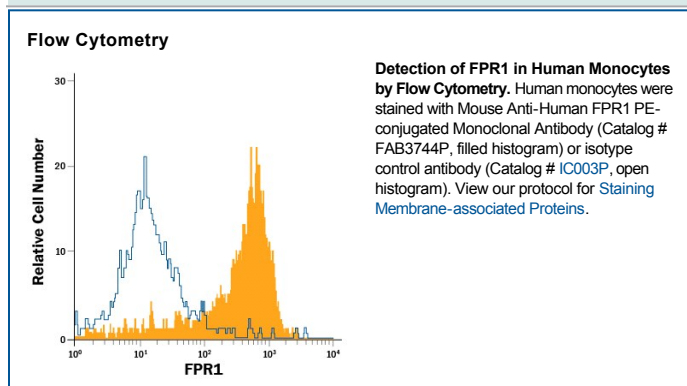 Flow Cytometry
30
20
10
0
Relative Cell Number
10⁰ 10¹ 10² 10³ 10⁴
FPR1
Detection of FPR1 in Human Monocytes
by Flow Cytometry. Human monocytes were
stained with Mouse Anti-Human FPR1 PE-
conjugated Monoclonal Antibody (Catalog #
FAB3744P, filled histogram) or isotype
control antibody (Catalog # IC003P, open
histogram). View our protocol for Staining
Membrane-associated Proteins.